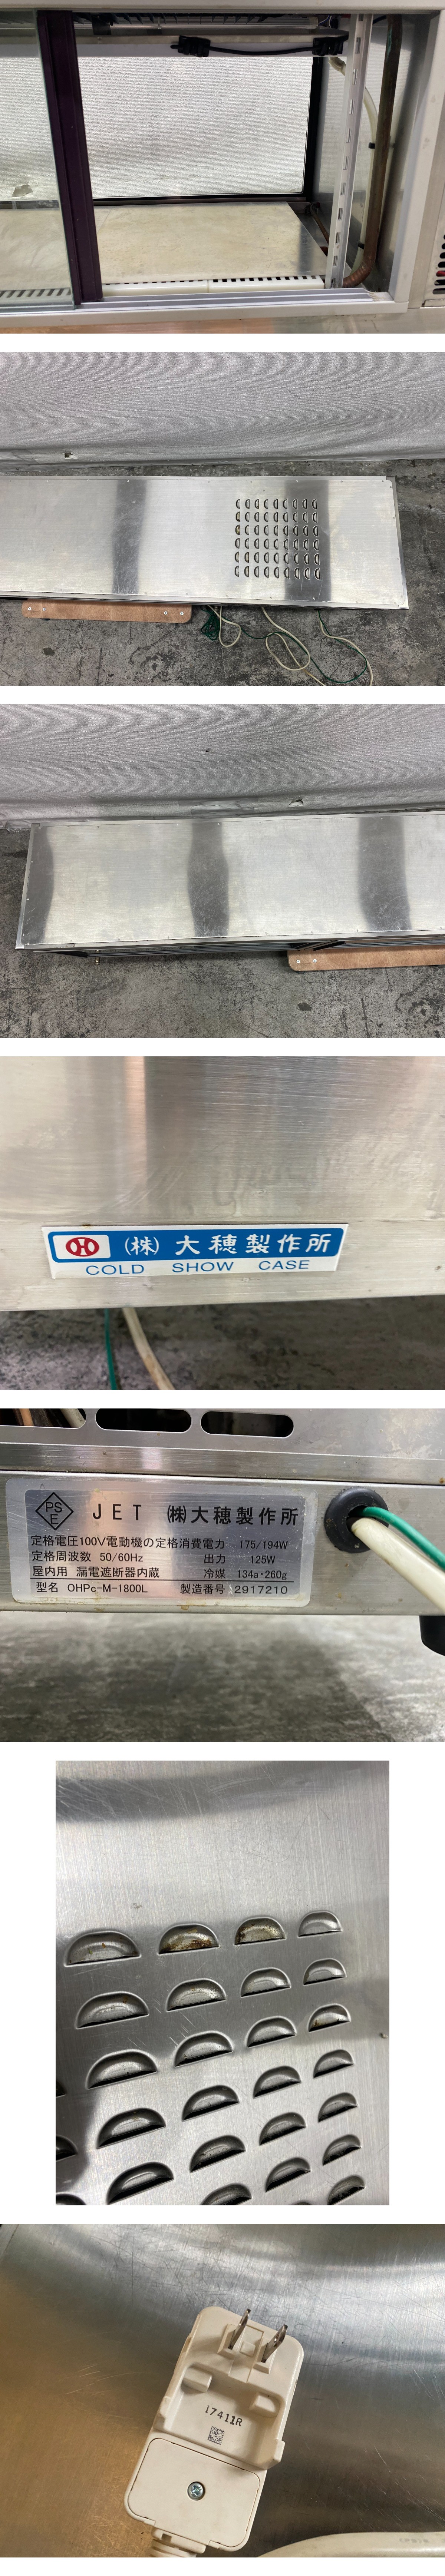 (株) 大穂製作所
COLD SHOW CASE
PS
E
JET ㈱大穂製作所
定格電圧100V電動機の定格消費電力 175/194W
定格周波数 50/60Hz 出力 125W
屋内用 漏電遮断器内蔵 冷媒 134a・260g
型名 OHPc-M-1800L 製造番号 2917210
17411R